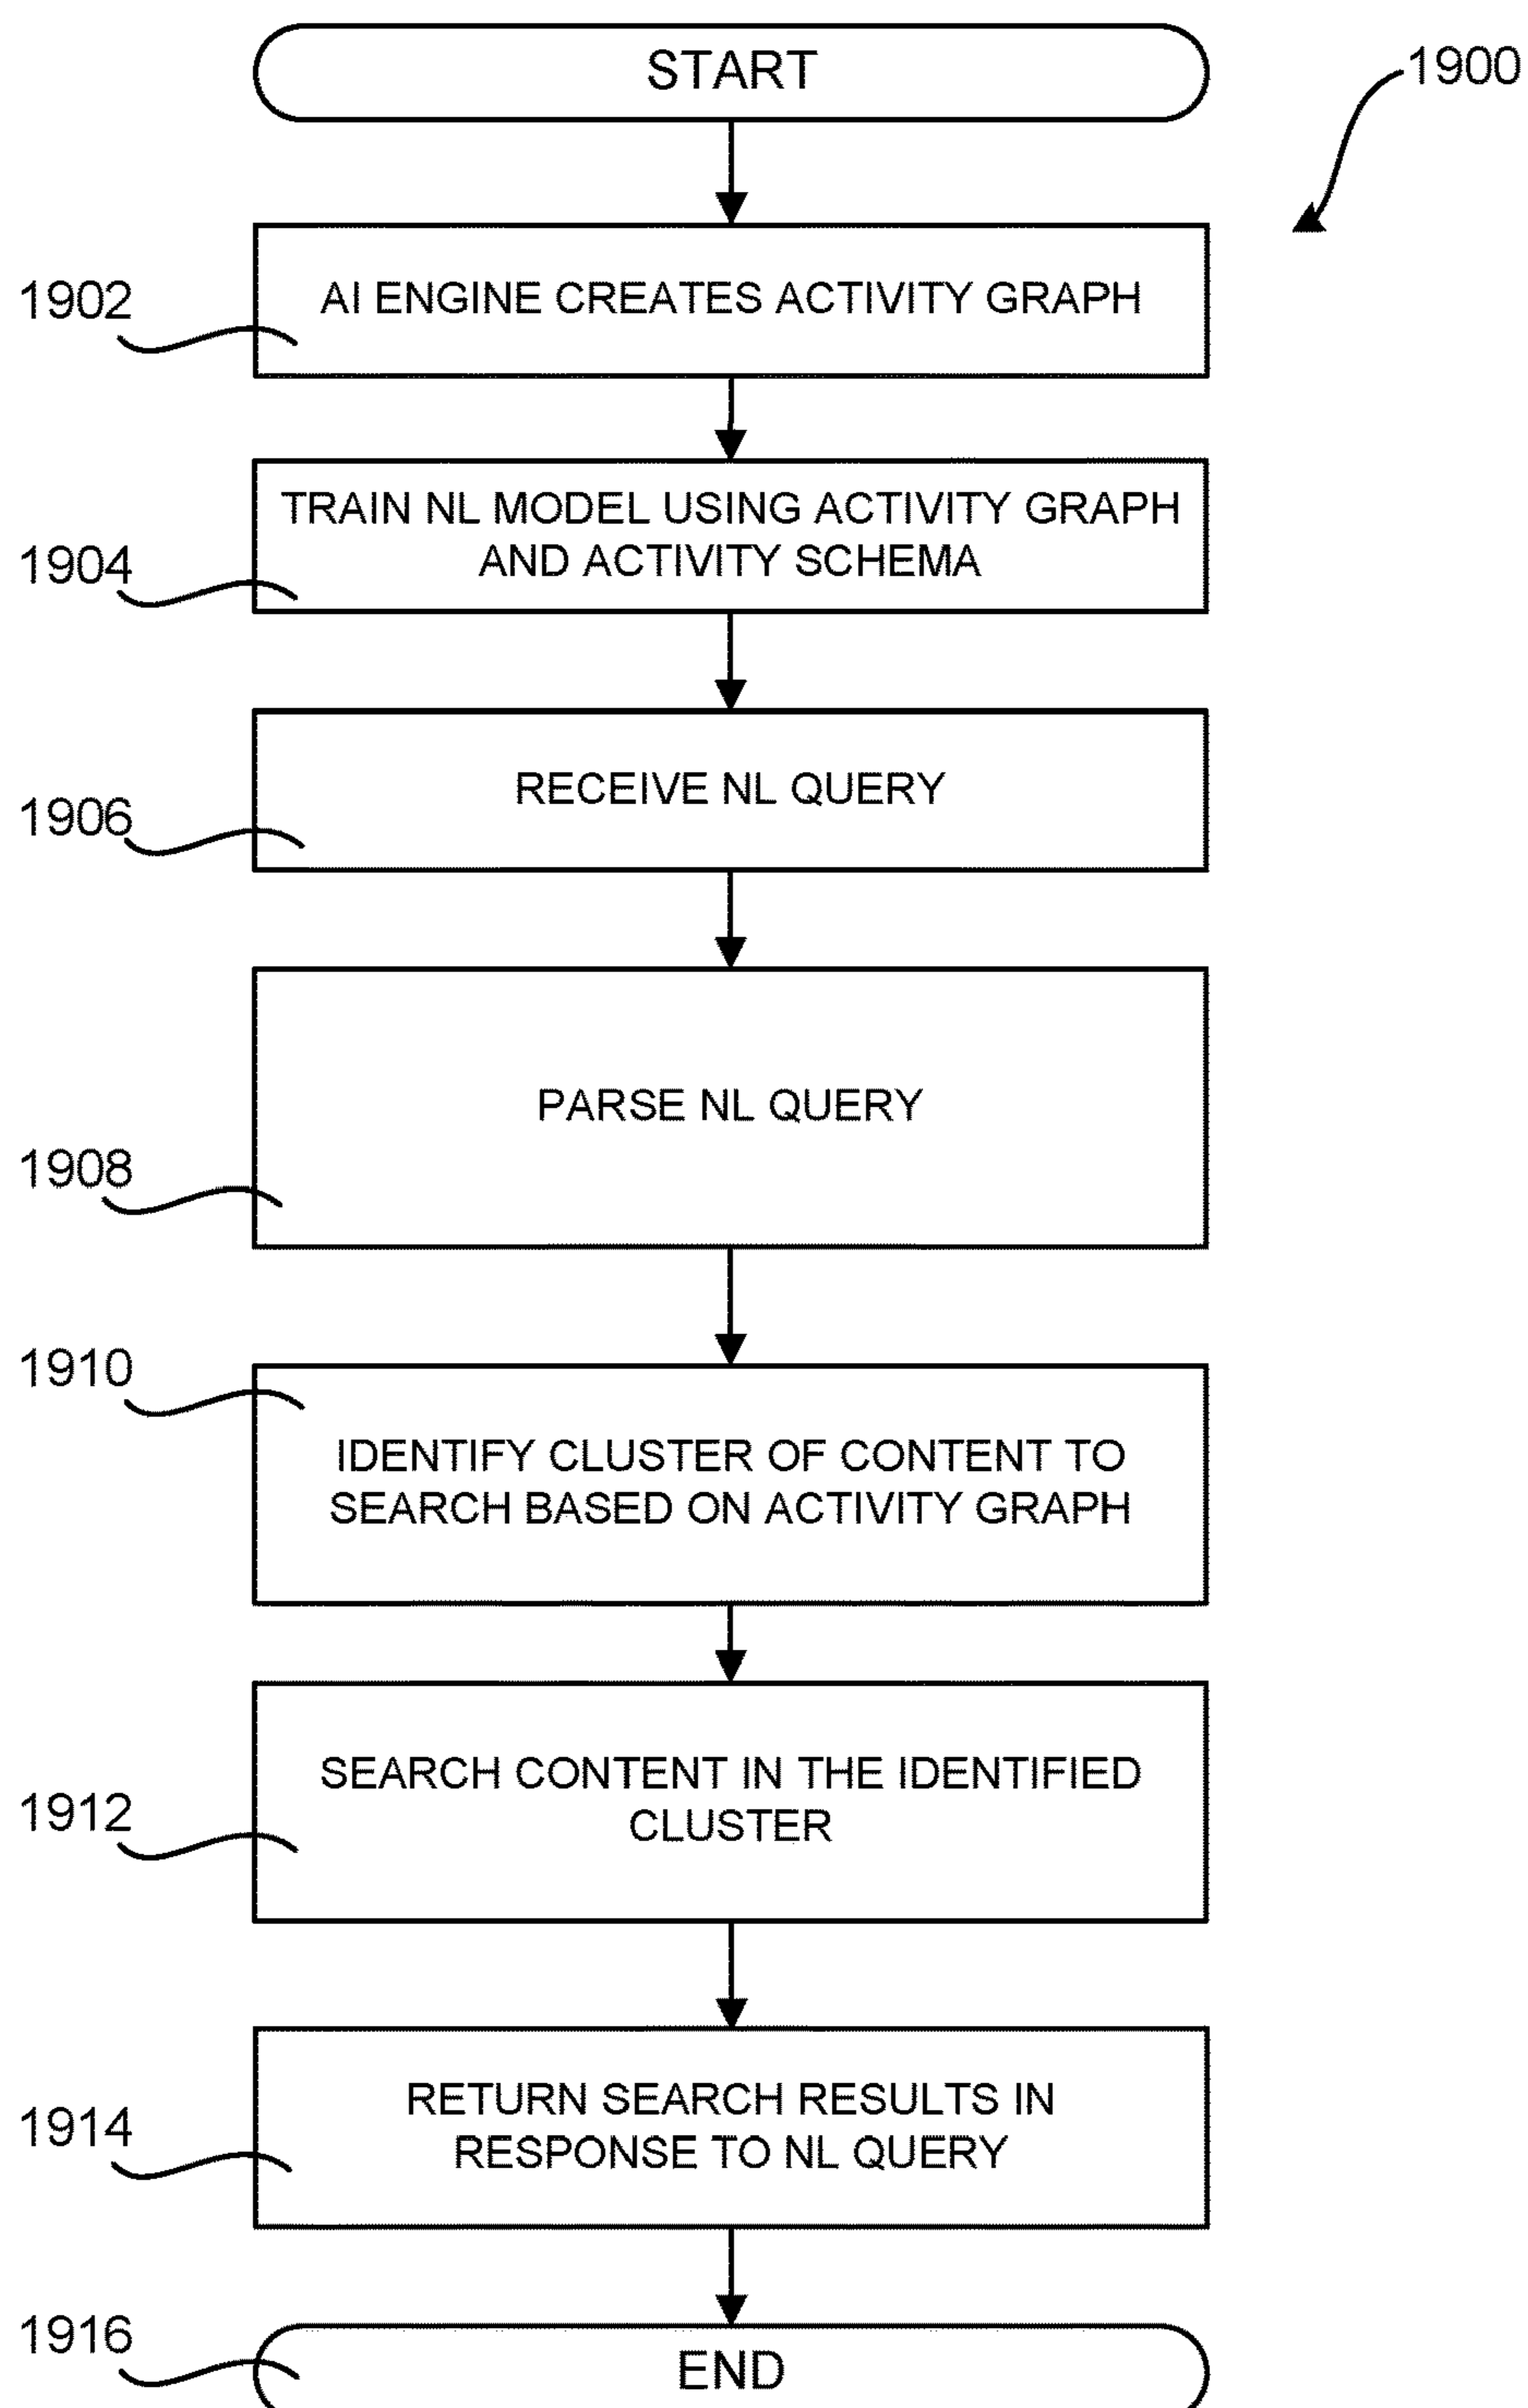 START
1900
1902
AI ENGINE CREATES ACTIVITY GRAPH
TRAIN NL MODEL USING ACTIVITY GRAPH
AND ACTIVITY SCHEMA
1904
RECEIVE NL QUERY
1906
PARSE NL QUERY
1908
1910
IDENTIFY CLUSTER OF CONTENT TO
SEARCH BASED ON ACTIVITY GRAPH
SEARCH CONTENT IN THE IDENTIFIED
CLUSTER
1912
RETURN SEARCH RESULTS IN
RESPONSE TO NL QUERY
1914
1916
END